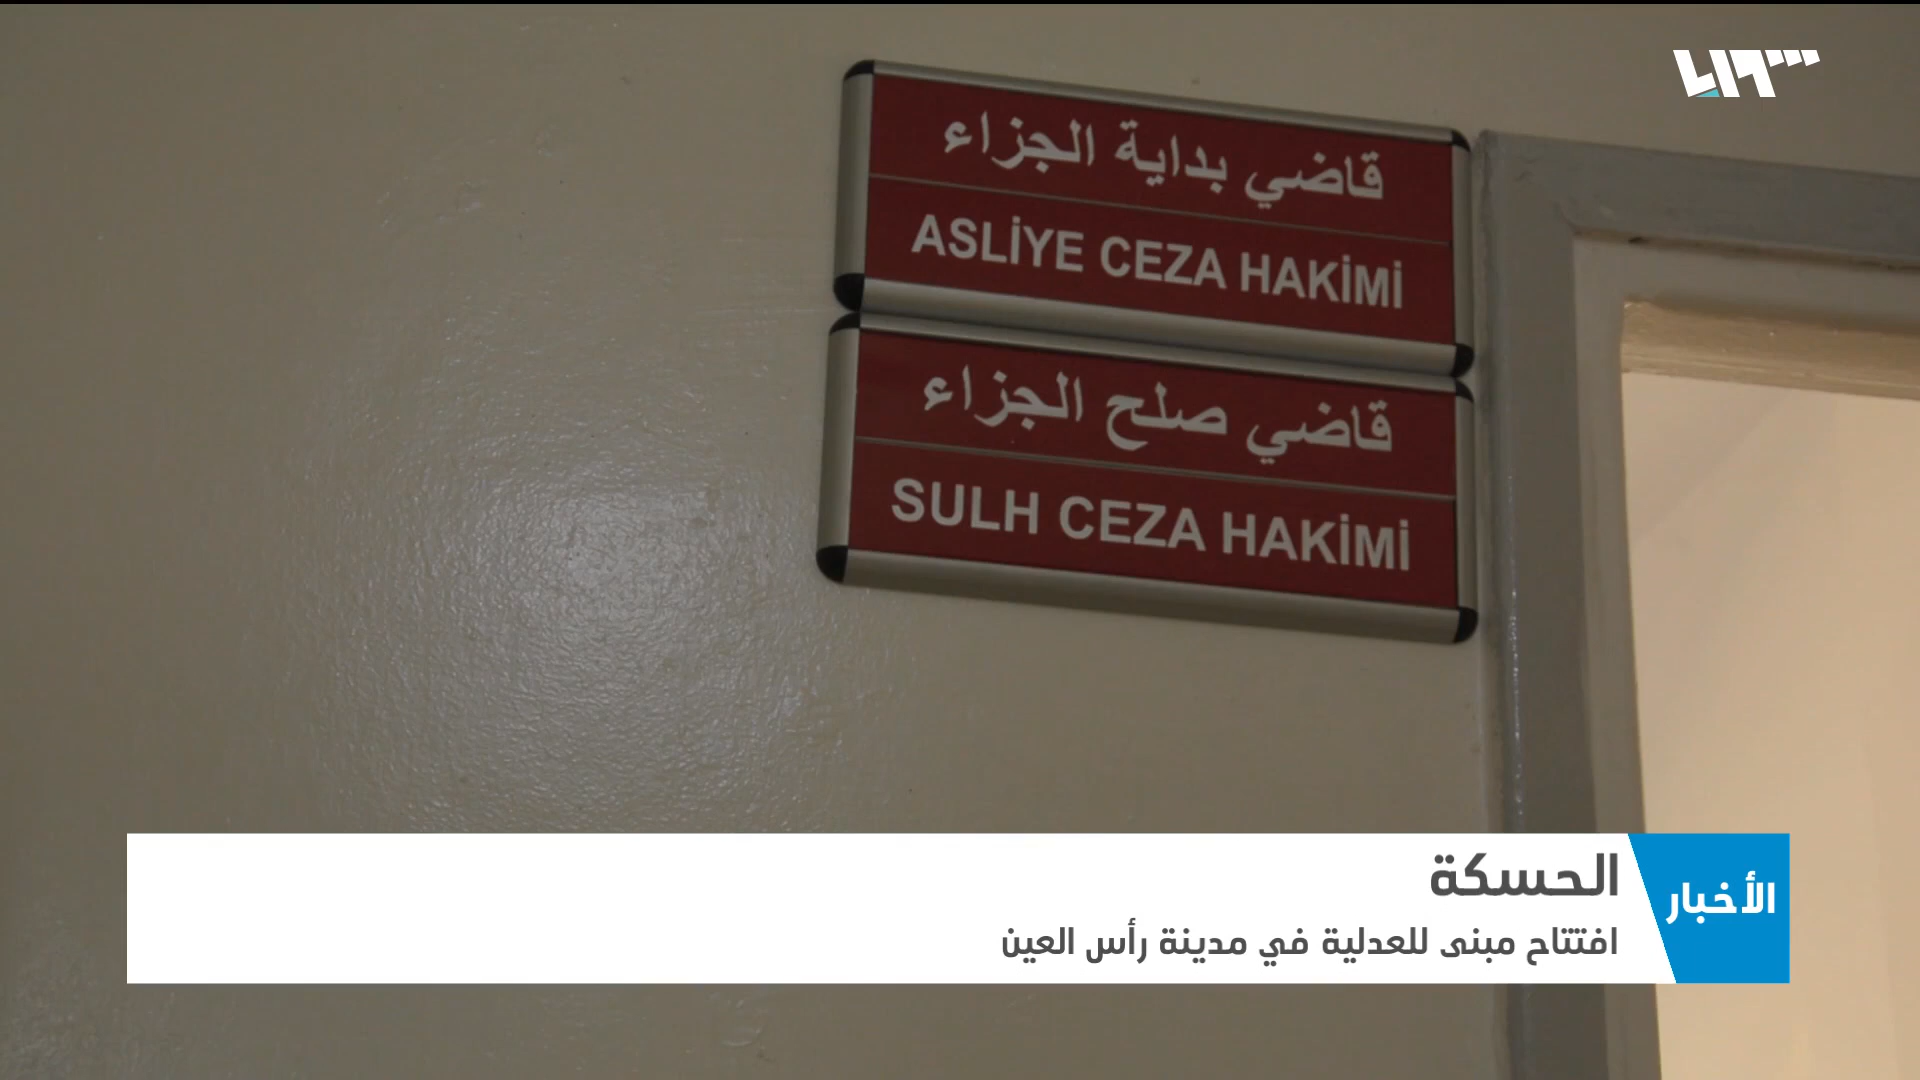 قاضي بداية الجزاء
ASLİYE CEZA HAKİMİ
قاضي صلح الجزاء
SULH CEZA HAKİMİ
الأخبار
الحسكة
افتتاح مبنى للعدلية في مدينة رأس العين